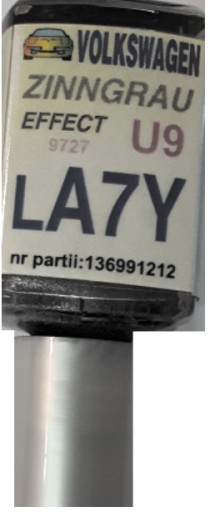 VOLKSWAGEN
ZINNGRAU
EFFECT U9
9727
LA7Y
nr partii:136991212